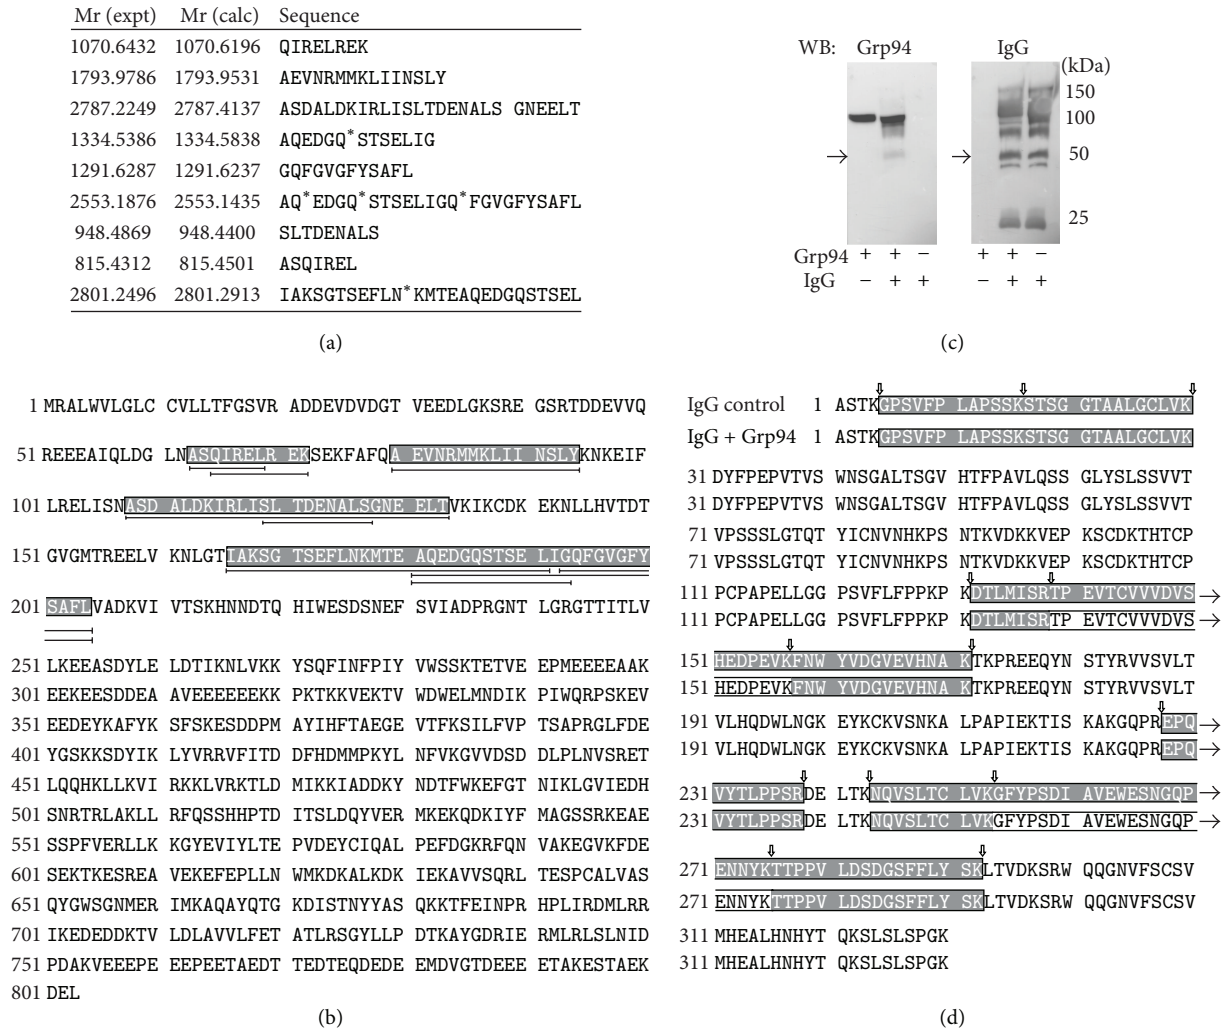 Mr (expt) Mr (calc) Sequence
1070.6432 1070.6196 QIRELREK
1793.9786 1793.9531 AEVNRMMKLIINSLY
2787.2249 2787.4137 ASDALDKIRLISLTDENALS GNEELT
1334.5386 1334.5838 AQEDGQ*STSELIG
1291.6287 1291.6237 GQFGVGFYSAFL
2553.1876 2553.1435 AQ*EDGQ*STSELIGQ*FGVGFYSAFL
948.4869 948.4400 SLTDENALS
815.4312 815.4501 ASQIREL
2801.2496 2801.2913 IAKSGTSEFLN*KMTEAQEDGQSTSEL
(a)
WB: Grp94 IgG
(kDa)
150
100
50
25
Grp94 + + − + + −
IgG − + + − + +
(c)
1 MRALWVLGLC CVLLTFGSVR ADDEVDVDGT VEEDLGKSRE GSRTDDEVVQ
51 REEEAIQLDG LNASQIRELR EKSEKFAFQA EVNRMMKLII NSLYKNKEIF
101 LRELISNASD ALDKIRLISL TDENALSGNE ELTVKIKCDK EKNLLHVTDT
151 GVGMTREELV KNLGTIAKSG TSEFLNKMTE AQEDGQSTSE LIGQFGVGFY
201 SAFLVADKVI VTSKHNNDTQ HIWESDSNEF SVIADPRGNT LGRGTTITLV
251 LKEEASDYLE LDTIKNLVKK YSQFINFPIY VWSSKTETVE EPMEEEEAAK
301 EEKEESDDEA AVEEEEEEKK PKTKKVEKTV WDWELMNDIK PIWQRPSKEV
351 EEDEYKAFYK SFSKESDDPM AYIHFTAEGE VTFKSILFVP TSAPRGLFDE
401 YGSKKSDYIK LYVRRVFITD DFHDMMPKYL NFVKGVVDSD DLPLNVSRET
451 LQQHKLLKVI RKKLVRKTLD MIKKIADDKY NDTFWKEFGT NIKLGVIEDH
501 SNRTRLAKLL RFQSSHHPTD ITSLDQYVER MKEKQDKIYF MAGSSRKEAE
551 SSPFVERLLK KGYEVIYLTE PVDEYCIQAL PEFDGKRFQN VAKEGVKFDE
601 SEKTKESREA VEKEFEPLLN WMKDKALKDK IEKAVVSQRL TESPCALVAS
651 QYGWSGNMER IMKAQAYQTG KDISTNYYAS QKKTFEINPR HPLIRDMLRR
701 IKEDEDDKTV LDLAVVLFET ATLRSGYLLP DTKAYGDRIE RMLRLSLNID
751 PDAKVEEEPE EEPEETAEDT TEDTEQDEDE EMDVGTDEEE ETAKESTAEK
801 DEL
(b)
IgG control 1 ASTKGPSVFP LAPSSKSTSG GTAALGCLVK
IgG + Grp94 1 ASTKGPSVFP LAPSSKSTSG GTAALGCLVK
31 DYFPEPVTVS WNSGALTSGV HTFPAVLQSS GLYSLSSVVT
31 DYFPEPVTVS WNSGALTSGV HTFPAVLQSS GLYSLSSVVT
71 VPSSSLGTQT YICNVNHKPS NTKVDKKVEP KSCDKTHTCP
71 VPSSSLGTQT YICNVNHKPS NTKVDKKVEP KSCDKTHTCP
111 PCPAPELLGG PSVFLFPPKP KDTLMISRTP EVTCVVVDVS
111 PCPAPELLGG PSVFLFPPKP KDTLMISRTP EVTCVVVDVS
151 HEDPEVKFNW YVDGVEVHNA KTKPREEQYN STYRVVSVLT
151 HEDPEVKFNW YVDGVEVHNA KTKPREEQYN STYRVVSVLT
191 VLHQDWLNGK EYKCKVSNKA LPAPIEKTIS KAKGQPREPQ
191 VLHQDWLNGK EYKCKVSNKA LPAPIEKTIS KAKGQPREPQ
231 VYTLPPSRDE LTKNQVSLTC LVKGFYPSDI AVEWESNGQP
231 VYTLPPSRDE LTKNQVSLTC LVKGFYPSDI AVEWESNGQP
271 ENNYKTTPPV LDSDGSFFLY SKLTVDKSRW QQGNVFSCSV
271 ENNYKTTPPV LDSDGSFFLY SKLTVDKSRW QQGNVFSCSV
311 MHEALHNHYT QKSLSLSPGK
311 MHEALHNHYT QKSLSLSPGK
(d)